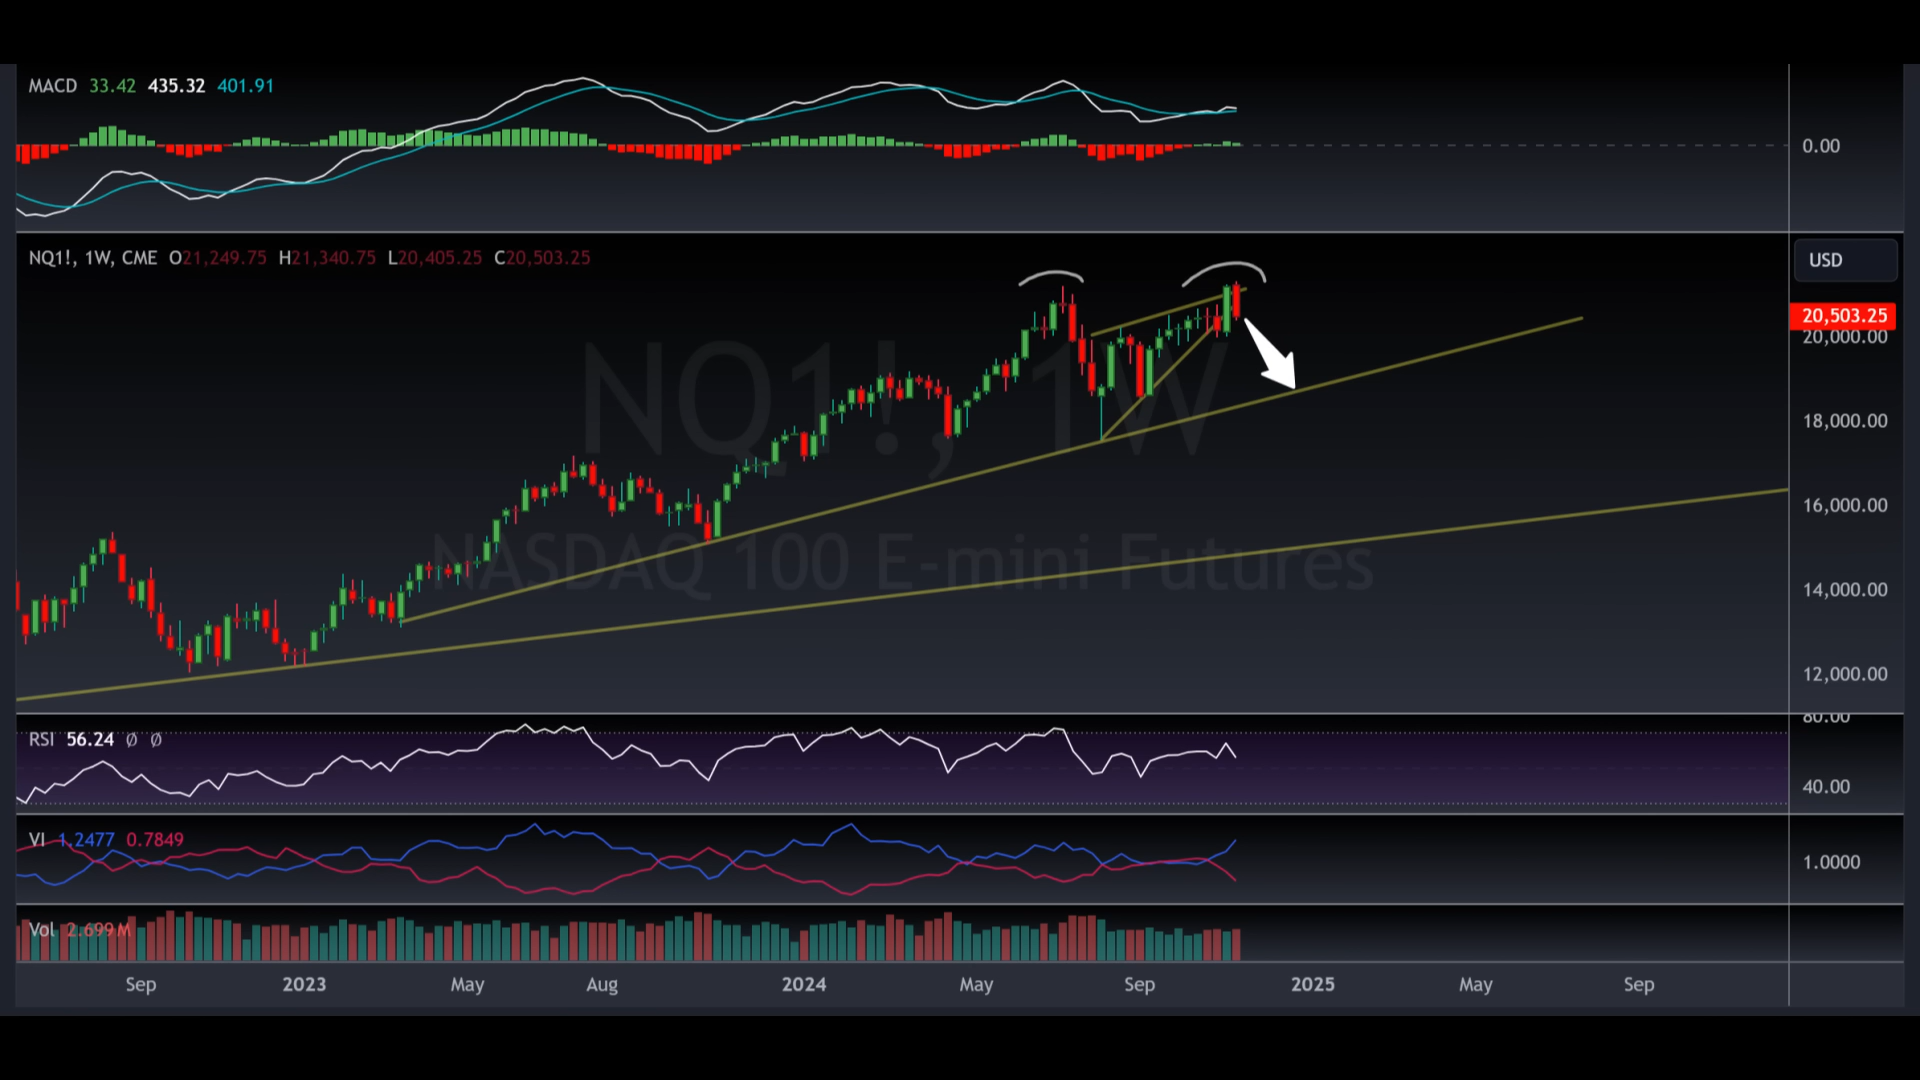 MACD 33.42 435.32 401.91
0.00
NQ1!, 1W, CME O21,249.75 H21,340.75 L20,405.25 C20,503.25
USD
20,503.25
20,000.00
NQ1!, 1W
18,000.00
16,000.00
NASDAQ 100 E-mini Futures
14,000.00
12,000.00
80.00
RSI 56.24 Ø Ø
40.00
VI 1.2477 0.7849
1.0000
Vol 2.699M
Sep 2023 May Aug 2024 May Sep 2025 May Sep